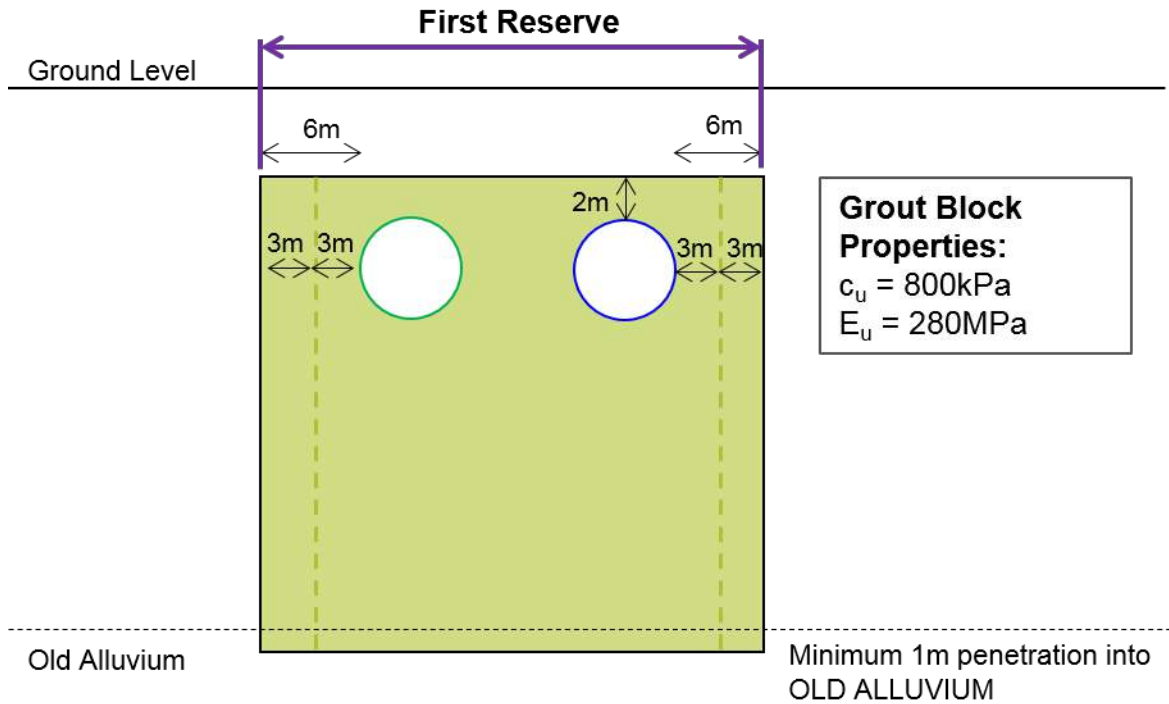 First Reserve
Ground Level
6m
6m
2m
3m
3m
3m
3m
Grout Block
Properties:
cᵤ = 800kPa
Eᵤ = 280MPa
Old Alluvium
Minimum 1m penetration into
OLD ALLUVIUM